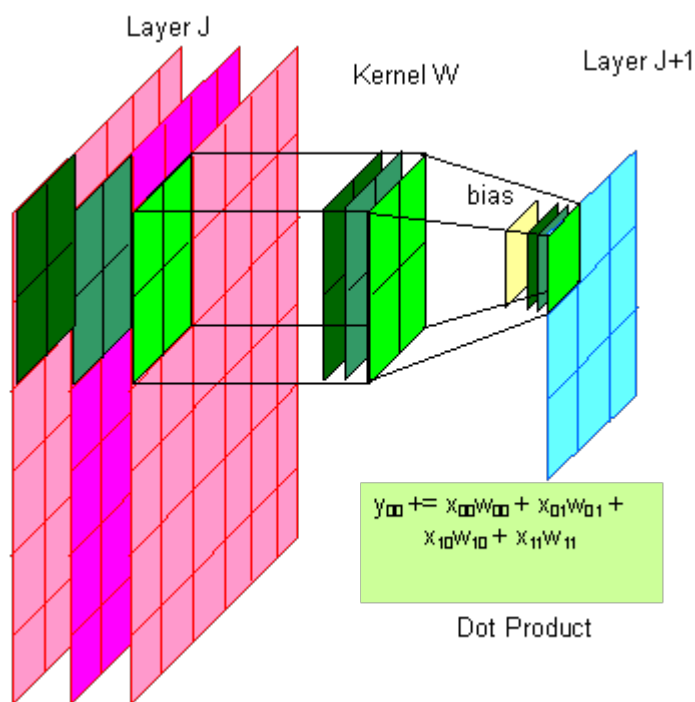 Layer J
Kernel W
Layer J+1
bias
y₀₀ += x₀₀w₀₀ + x₀₁w₀₁ +
x₁₀w₁₀ + x₁₁w₁₁
Dot Product